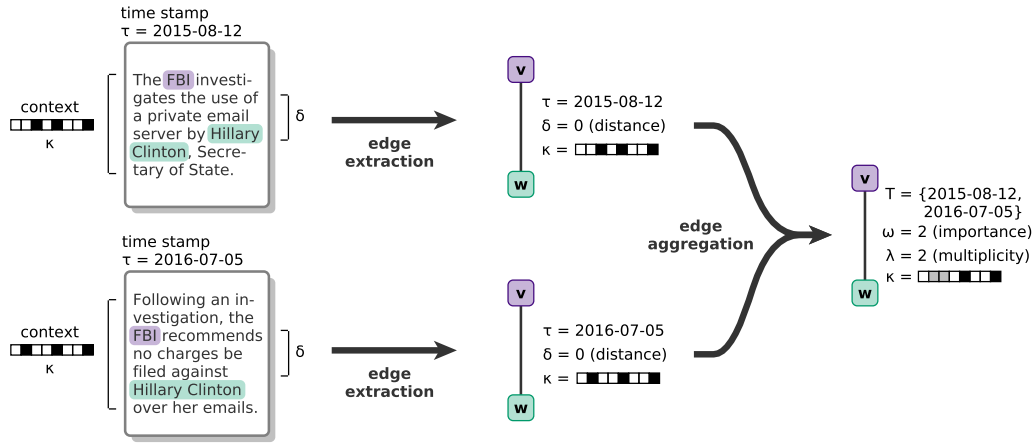 time stamp
τ = 2015-08-12
context
κ
The FBI investi-
gates the use of
a private email
server by Hillary
Clinton, Secre-
tary of State.
δ
edge
extraction
v
w
τ = 2015-08-12
δ = 0 (distance)
κ =
time stamp
τ = 2016-07-05
context
κ
Following an in-
vestigation, the
FBI recommends
no charges be
filed against
Hillary Clinton
over her emails.
δ
edge
extraction
v
w
τ = 2016-07-05
δ = 0 (distance)
κ =
edge
aggregation
v
w
T = {2015-08-12,
2016-07-05}
ω = 2 (importance)
λ = 2 (multiplicity)
κ =